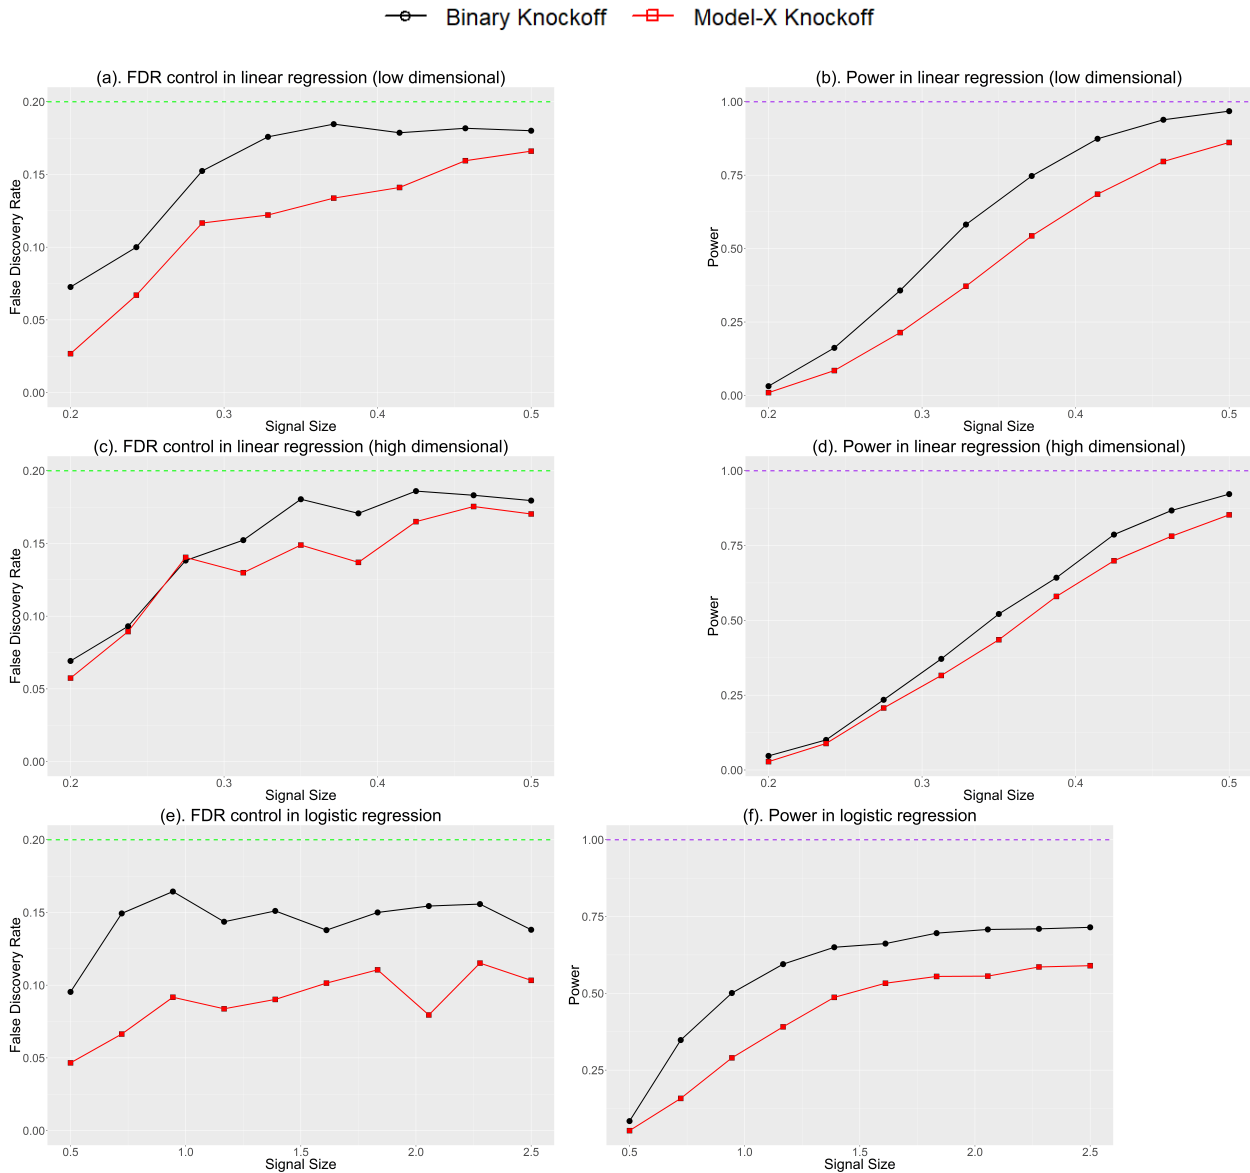 Binary Knockoff Model-X Knockoff
(a). FDR control in linear regression (low dimensional)
False Discovery Rate
0.20
0.15
0.10
0.05
0.00
0.2 0.3 0.4 0.5
Signal Size
(b). Power in linear regression (low dimensional)
Power
1.00
0.75
0.50
0.25
0.00
0.2 0.3 0.4 0.5
Signal Size
(c). FDR control in linear regression (high dimensional)
False Discovery Rate
0.20
0.15
0.10
0.05
0.00
0.2 0.3 0.4 0.5
Signal Size
(d). Power in linear regression (high dimensional)
Power
1.00
0.75
0.50
0.25
0.00
0.2 0.3 0.4 0.5
Signal Size
(e). FDR control in logistic regression
False Discovery Rate
0.20
0.15
0.10
0.05
0.00
0.5 1.0 1.5 2.0 2.5
Signal Size
(f). Power in logistic regression
Power
1.00
0.75
0.50
0.25
0.5 1.0 1.5 2.0 2.5
Signal Size